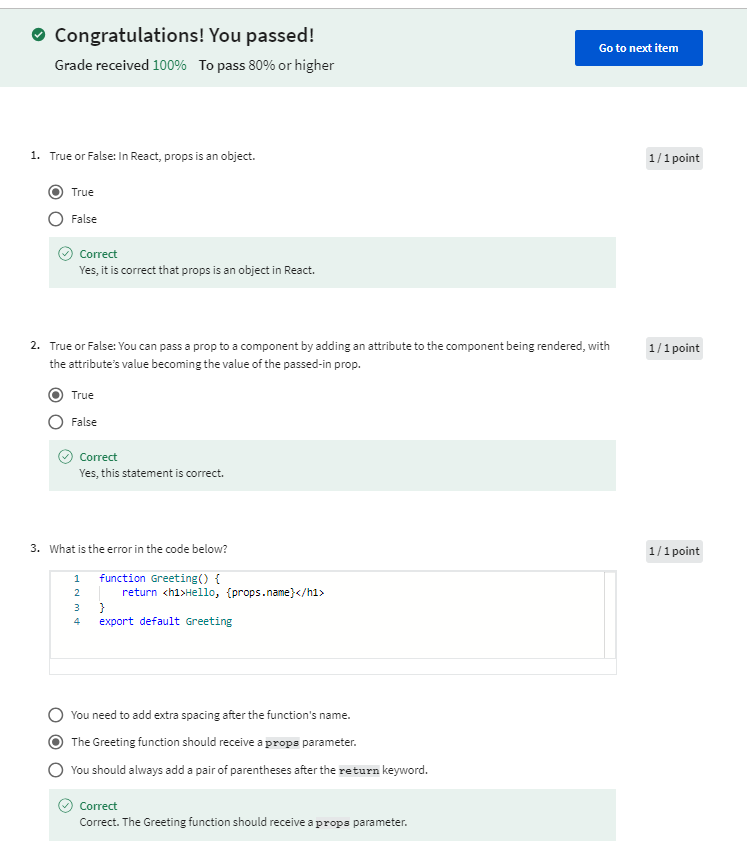 Congratulations! You passed!
Grade received 100% To pass 80% or higher
Go to next item
1. True or False: In React, props is an object.
1 / 1 point
True
False
Correct
Yes, it is correct that props is an object in React.
2. True or False: You can pass a prop to a component by adding an attribute to the component being rendered, with
the attribute's value becoming the value of the passed-in prop.
1 / 1 point
True
False
Correct
Yes, this statement is correct.
3. What is the error in the code below?
1 / 1 point
1 function Greeting() {
2 return <h1>Hello, {props.name}</h1>
3 }
4 export default Greeting
You need to add extra spacing after the function's name.
The Greeting function should receive a props parameter.
You should always add a pair of parentheses after the return keyword.
Correct
Correct. The Greeting function should receive a props parameter.